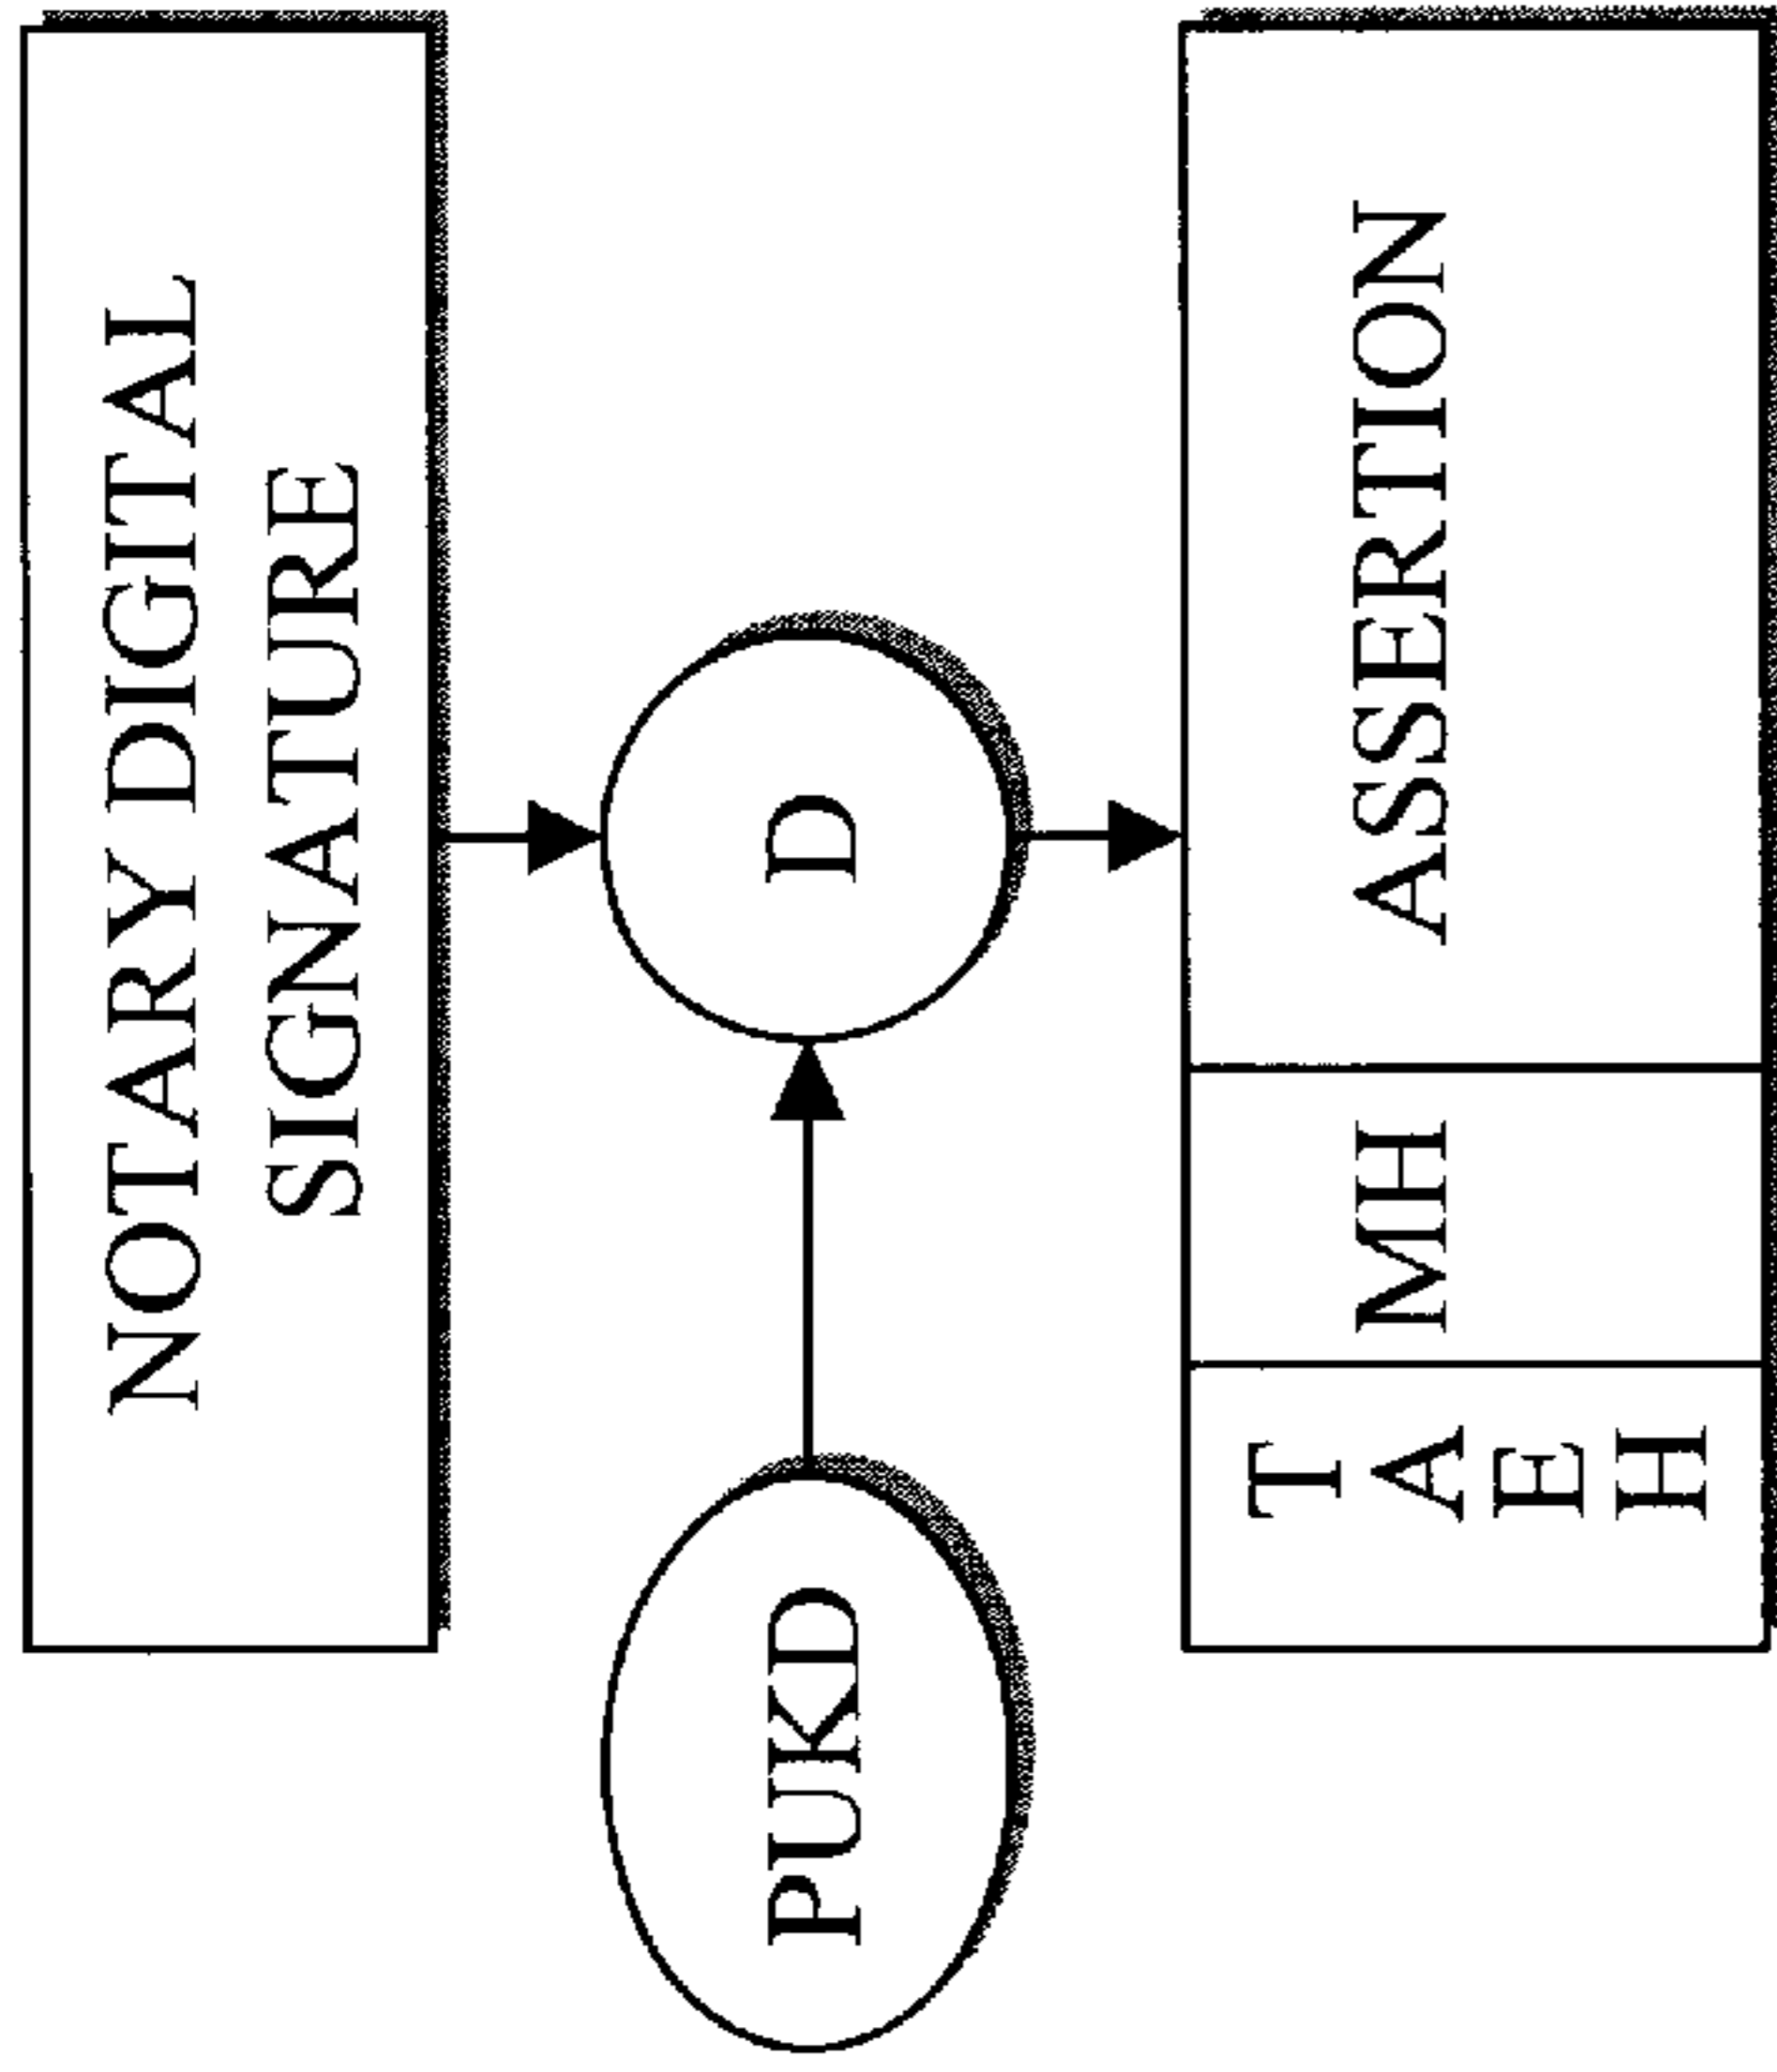 NOTARY DIGITAL
SIGNATURE
PUKD
D
T
A
E
H
MH
ASSERTION